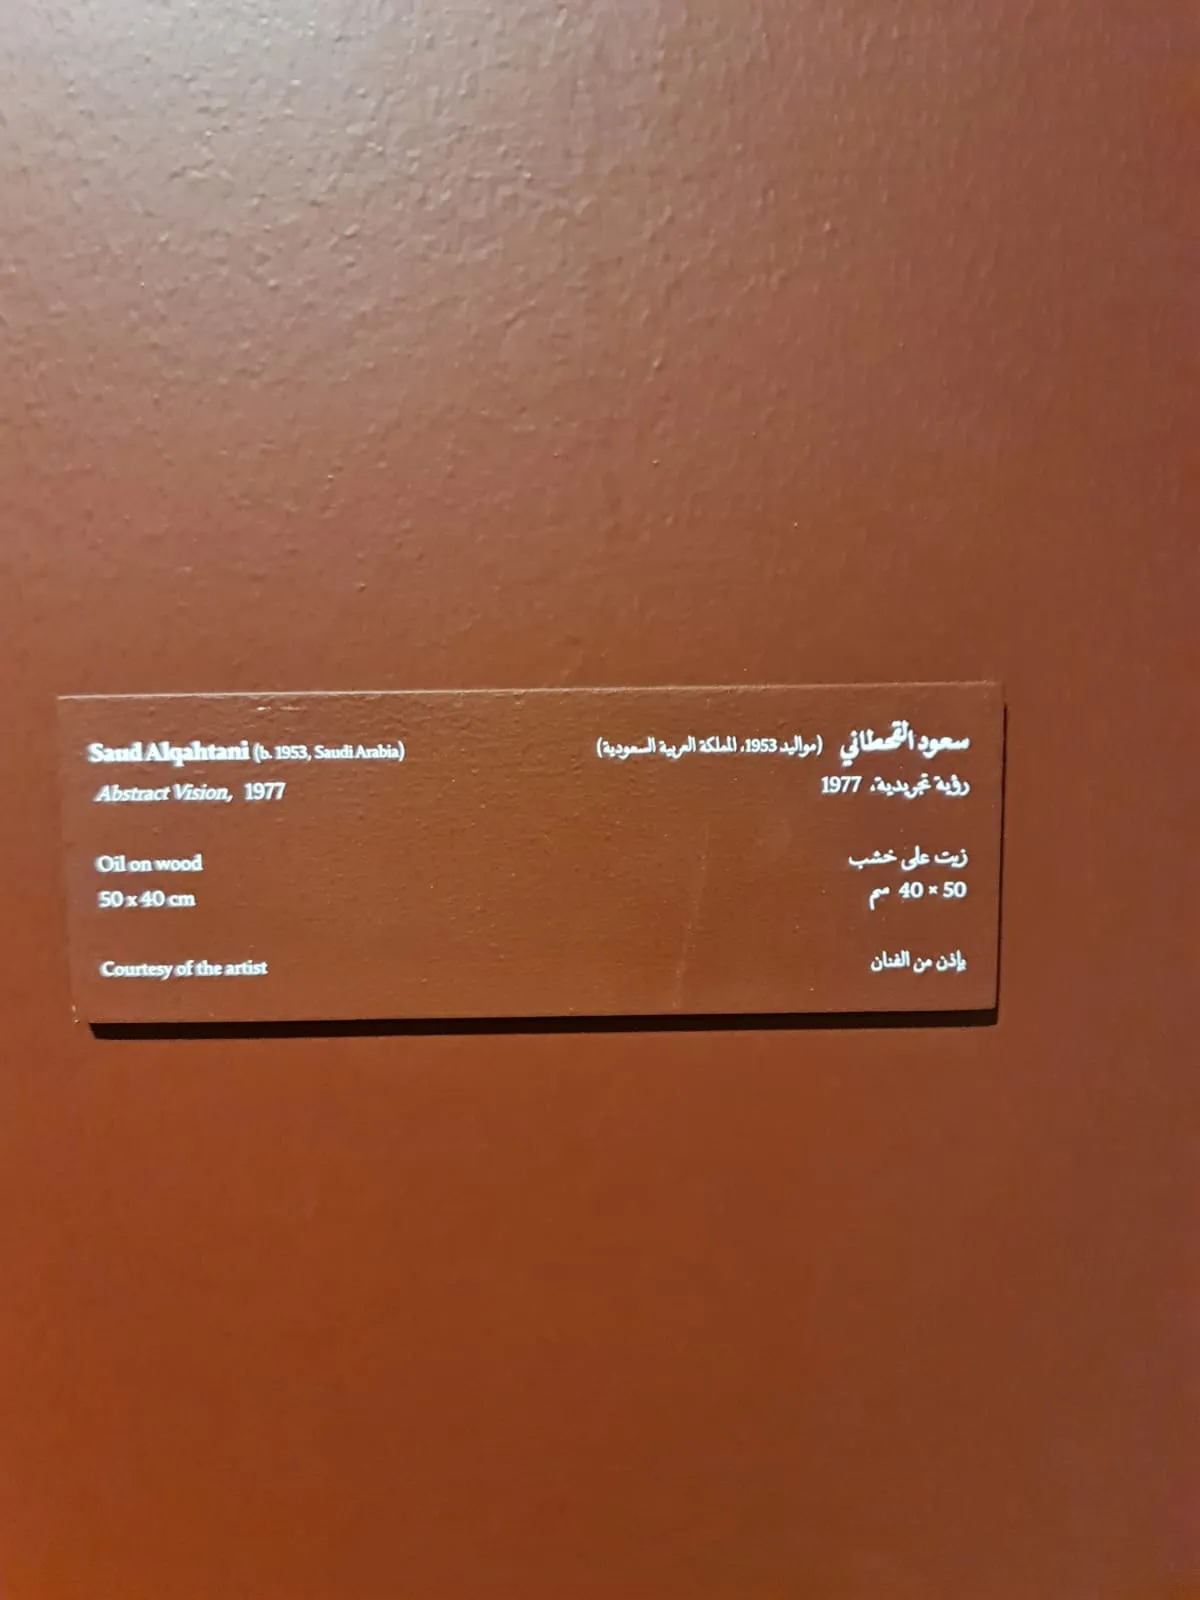 Saud Alqahtani (b. 1953, Saudi Arabia)
Abstract Vision, 1977
Oil on wood
50 x 40 cm
Courtesy of the artist
سعود القحطاني (مواليد 1953، المملكة العربية السعودية)
رؤية تجريدية، 1977
زيت على خشب
50 × 40 سم
بإذن من الفنان